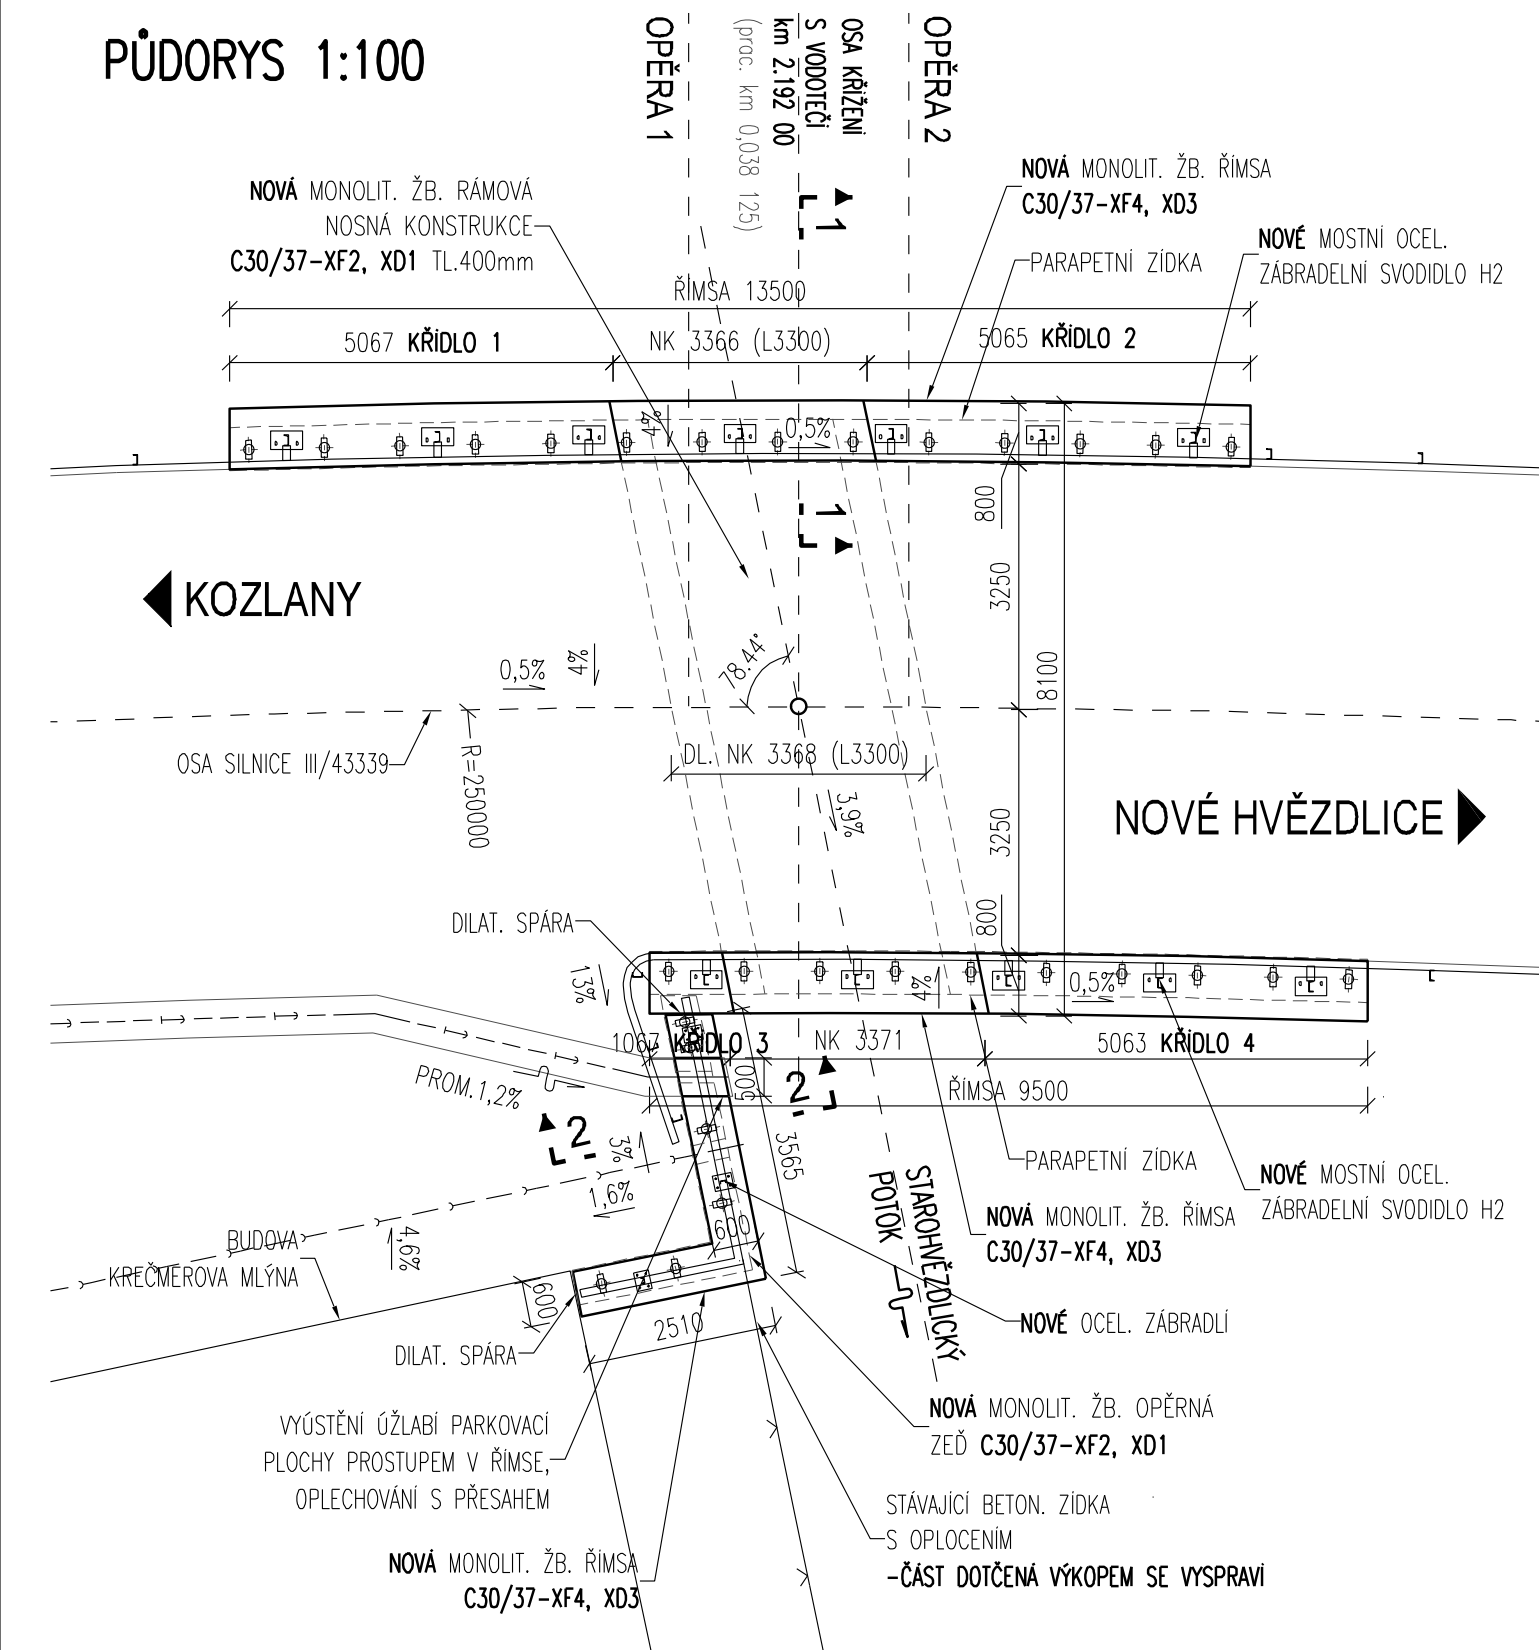 PŮDORYS 1:100
OPĚRA 1
(prac. km 0,038 125)
km 2.192 00
S VODOTEČÍ
OSA KŘÍŽENÍ
OPĚRA 2
NOVÁ MONOLIT. ŽB. RÁMOVÁ
NOSNÁ KONSTRUKCE
C30/37-XF2, XD1 TL.400mm
1
NOVÁ MONOLIT. ŽB. ŘÍMSA
C30/37-XF4, XD3
PARAPETNÍ ZÍDKA
NOVÉ MOSTNÍ OCEL.
ZÁBRADELNÍ SVODIDLO H2
ŘÍMSA 13500
5067 KŘÍDLO 1
NK 3366 (L3300)
5065 KŘÍDLO 2
4%
0,5%
1
800
3250
8100
KOZLANY
0,5%
4%
78.44°
OSA SILNICE III/43339
R=250000
DL. NK 3368 (L3300)
3,9%
3250
NOVÉ HVĚZDLICE
DILAT. SPÁRA
800
13%
4%
0,5%
1067 KŘÍDLO 3
NK 3371
5063 KŘÍDLO 4
ŘÍMSA 9500
500
PROM.1,2%
2
2
3%
1,6%
3565
PARAPETNÍ ZÍDKA
NOVÉ MOSTNÍ OCEL.
ZÁBRADELNÍ SVODIDLO H2
NOVÁ MONOLIT. ŽB. ŘÍMSA
C30/37-XF4, XD3
STAROHVĚZDLICKÝ
POTOK
600
4,6%
BUDOVA
KREČMEROVA MLÝNA
600
2510
NOVÉ OCEL. ZÁBRADLÍ
DILAT. SPÁRA
NOVÁ MONOLIT. ŽB. OPĚRNÁ
ZEĎ C30/37-XF2, XD1
VYÚSTĚNÍ ÚŽLABÍ PARKOVACÍ
PLOCHY PROSTUPEM V ŘÍMSE,
OPLECHOVÁNÍ S PŘESAHEM
STÁVAJÍCÍ BETON. ZÍDKA
S OPLOCENÍM
-ČÁST DOTČENÁ VÝKOPEM SE VYSPRAVÍ
NOVÁ MONOLIT. ŽB. ŘÍMSA
C30/37-XF4, XD3